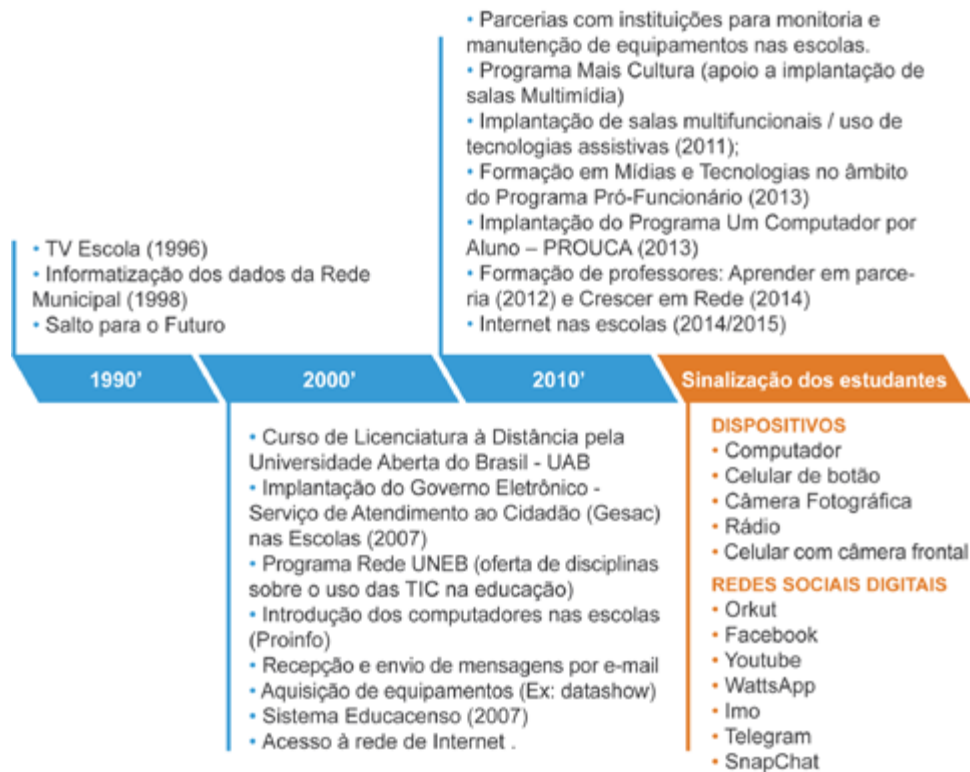 • Parcerias com instituições para monitoria e
manutenção de equipamentos nas escolas.
• Programa Mais Cultura (apoio a implantação de
salas Multimídia)
• Implantação de salas multifuncionais / uso de
tecnologias assistivas (2011);
• Formação em Mídias e Tecnologias no âmbito
do Programa Pró-Funcionário (2013)
• Implantação do Programa Um Computador por
Aluno – PROUCA (2013)
• Formação de professores: Aprender em parce-
ria (2012) e Crescer em Rede (2014)
• Internet nas escolas (2014/2015)
• TV Escola (1996)
• Informatização dos dados da Rede
Municipal (1998)
• Salto para o Futuro
1990’
2000’
2010’
Sinalização dos estudantes
• Curso de Licenciatura à Distância pela
Universidade Aberta do Brasil - UAB
• Implantação do Governo Eletrônico -
Serviço de Atendimento ao Cidadão (Gesac)
nas Escolas (2007)
• Programa Rede UNEB (oferta de disciplinas
sobre o uso das TIC na educação)
• Introdução dos computadores nas escolas
(Proinfo)
• Recepção e envio de mensagens por e-mail
• Aquisição de equipamentos (Ex: datashow)
• Sistema Educacenso (2007)
• Acesso à rede de Internet .
DISPOSITIVOS
• Computador
• Celular de botão
• Câmera Fotográfica
• Rádio
• Celular com câmera frontal
REDES SOCIAIS DIGITAIS
• Orkut
• Facebook
• Youtube
• WattsApp
• Imo
• Telegram
• SnapChat